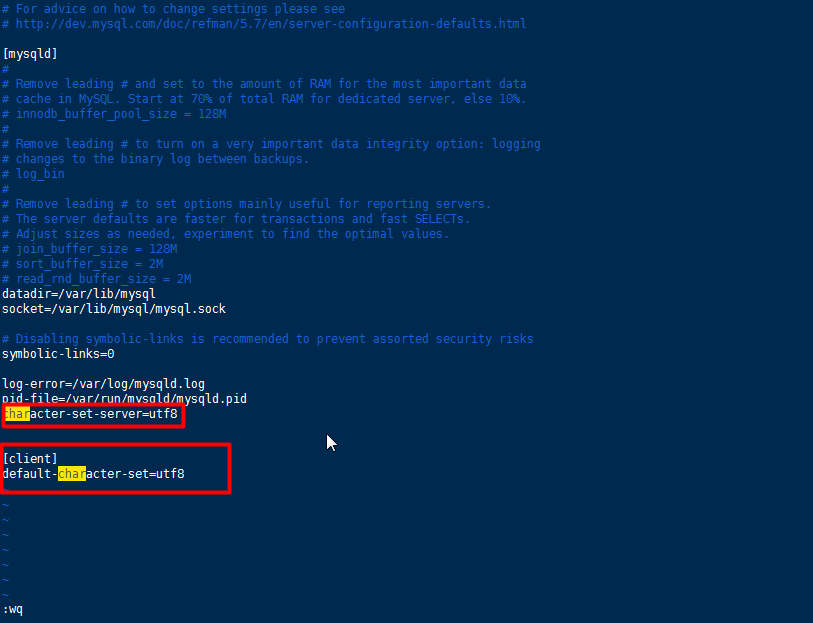 # For advice on how to change settings please see
# http://dev.mysql.com/doc/refman/5.7/en/server-configuration-defaults.html
[mysqld]
#
# Remove leading # and set to the amount of RAM for the most important data
# cache in MySQL. Start at 70% of total RAM for dedicated server, else 10%.
# innodb_buffer_pool_size = 128M
#
# Remove leading # to turn on a very important data integrity option: logging
# changes to the binary log between backups.
# log_bin
#
# Remove leading # to set options mainly useful for reporting servers.
# The server defaults are faster for transactions and fast SELECTs.
# Adjust sizes as needed, experiment to find the optimal values.
# join_buffer_size = 128M
# sort_buffer_size = 2M
# read_rnd_buffer_size = 2M
datadir=/var/lib/mysql
socket=/var/lib/mysql/mysql.sock
# Disabling symbolic-links is recommended to prevent assorted security risks
symbolic-links=0
log-error=/var/log/mysqld.log
pid-file=/var/run/mysqld/mysqld.pid
character-set-server=utf8
[client]
default-character-set=utf8
~
~
~
~
~
~
~
:wq